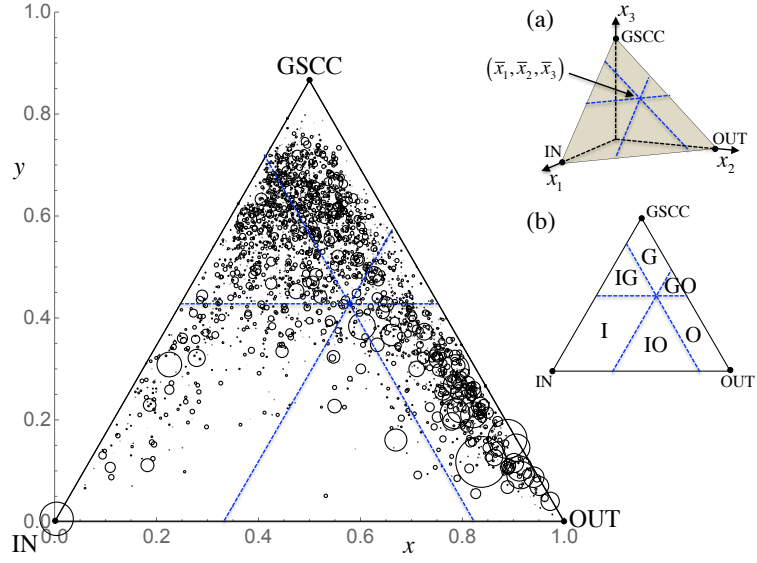 1.0
0.8
0.6
0.4
0.2
0.0
y
GSCC
IN
0.0
0.2
0.4
0.6
0.8
1.0
x
OUT
(a)
x₃
GSCC
(x̅₁, x̅₂, x̅₃)
IN
x₁
OUT
x₂
(b)
GSCC
G
IG
GO
I
IO
O
IN
OUT